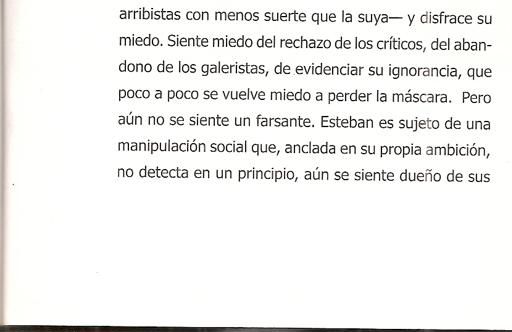 arribistas con menos suerte que la suya— y disfrace su
miedo. Siente miedo del rechazo de los críticos, del aban-
dono de los galeristas, de evidenciar su ignorancia, que
poco a poco se vuelve miedo a perder la máscara.  Pero
aún no se siente un farsante. Esteban es sujeto de una
manipulación social que, anclada en su propia ambición,
no detecta en un principio, aún se siente dueño de sus